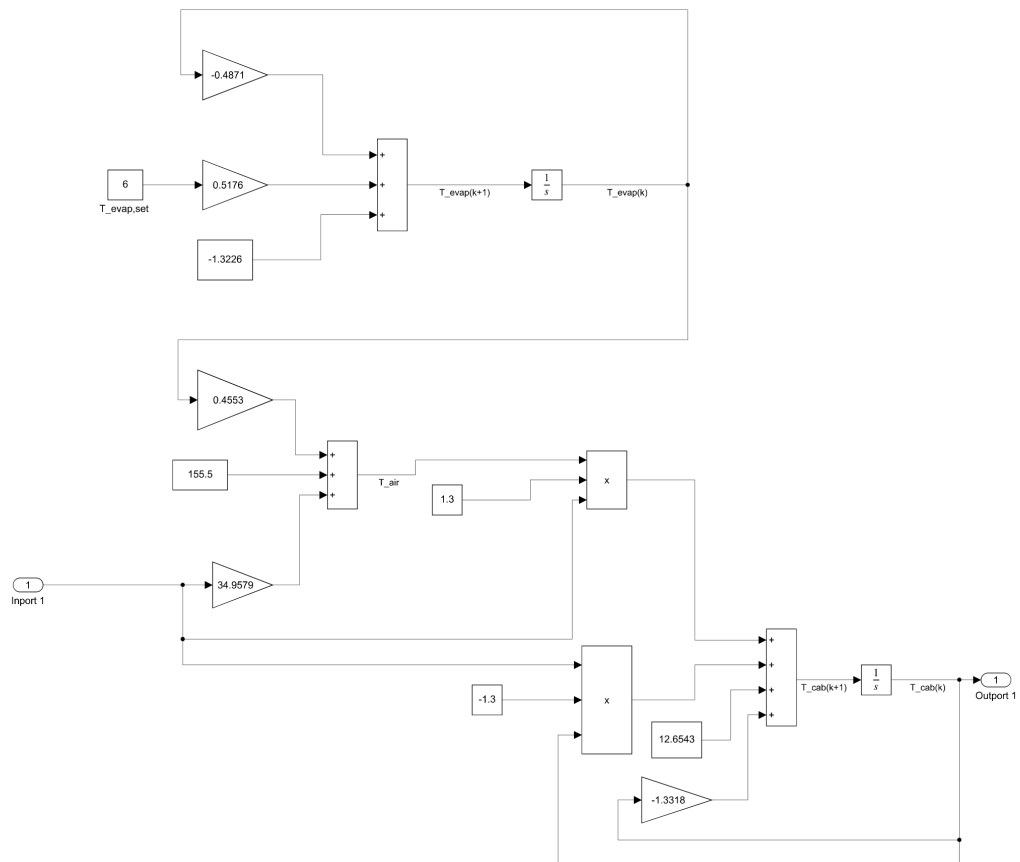 -0.4871
+
6
0.5176
+
T_evap(k+1)
1
s
T_evap(k)
T_evap,set
+
-1.3226
0.4553
+
155.5
+
T_air
x
+
1.3
34.9579
1
Inport 1
+
x
+
-1.3
+
12.6543
+
T_cab(k+1)
1
s
T_cab(k)
1
Outport 1
-1.3318